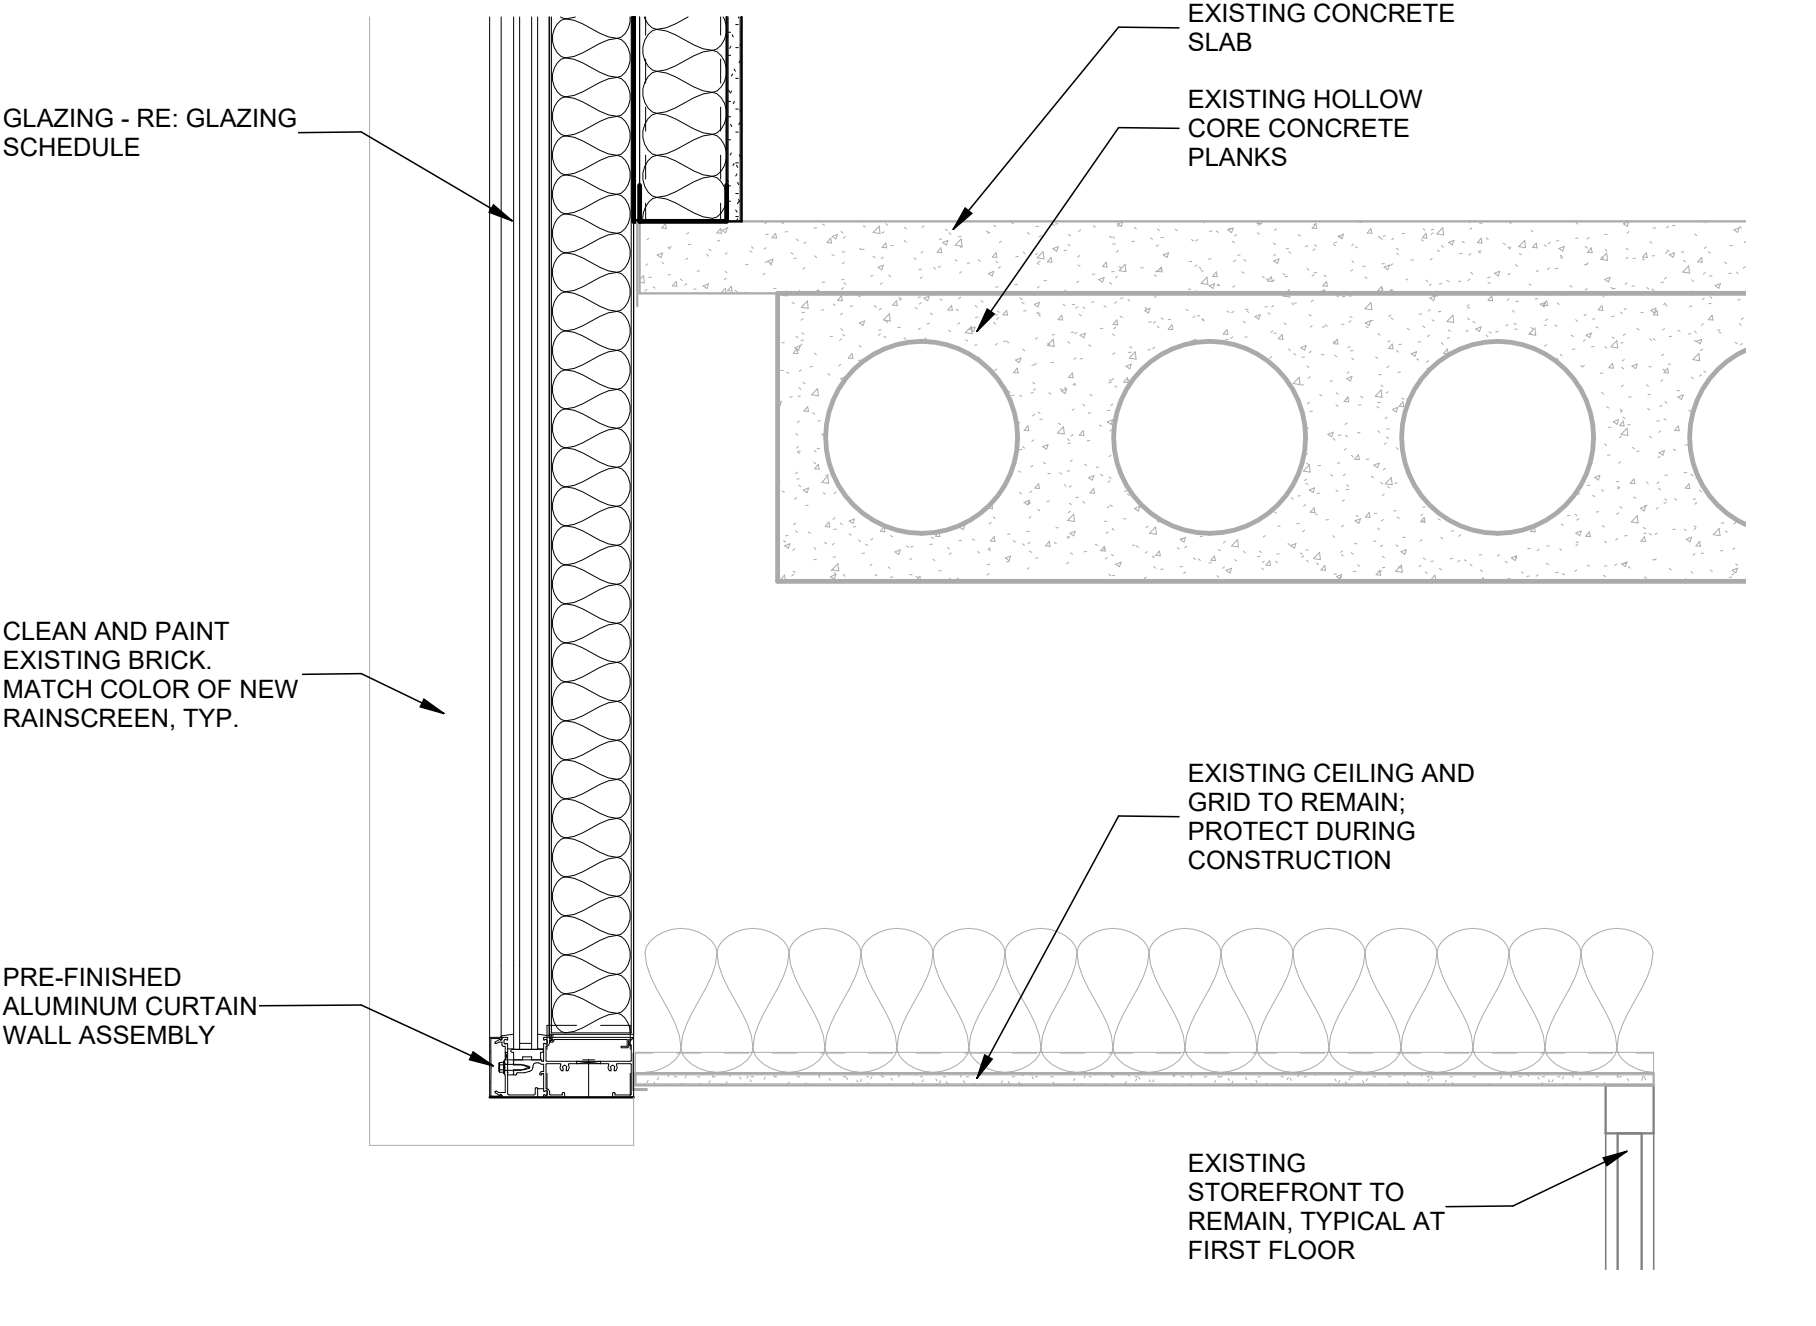 EXISTING CONCRETE
SLAB
EXISTING HOLLOW
CORE CONCRETE
PLANKS
GLAZING - RE: GLAZING
SCHEDULE
CLEAN AND PAINT
EXISTING BRICK.
MATCH COLOR OF NEW
RAINSCREEN, TYP.
EXISTING CEILING AND
GRID TO REMAIN;
PROTECT DURING
CONSTRUCTION
PRE-FINISHED
ALUMINUM CURTAIN
WALL ASSEMBLY
EXISTING
STOREFRONT TO
REMAIN, TYPICAL AT
FIRST FLOOR